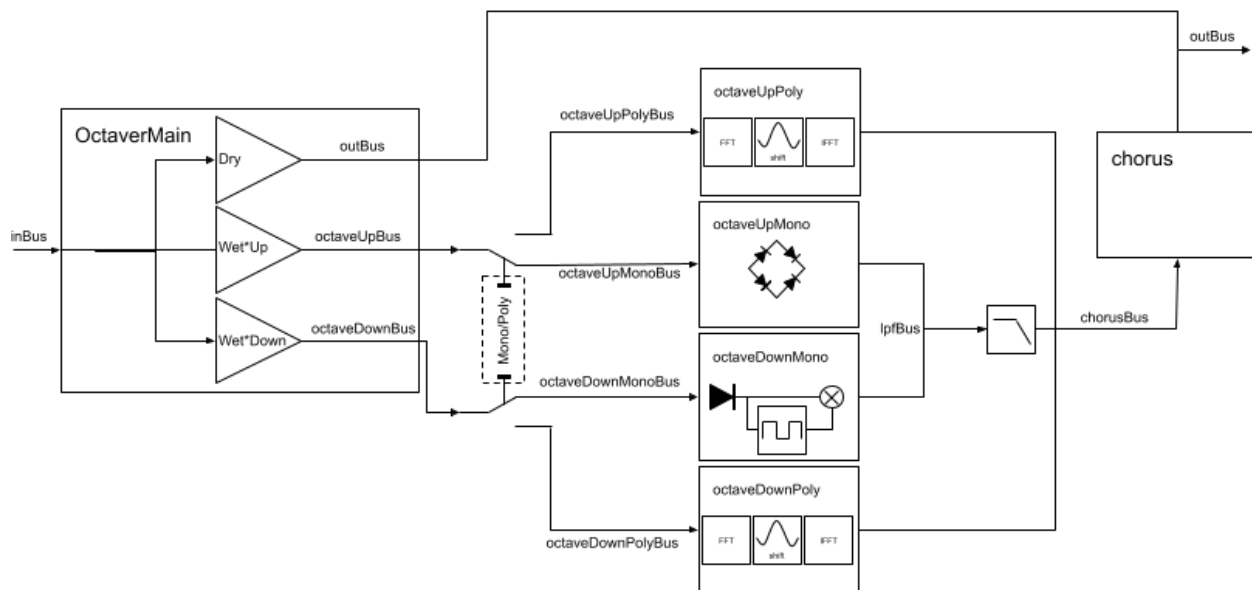 outBus
octaveUpPoly
octaveUpPolyBus
OctaverMain
FFT
shift
IFFT
Dry
outBus
chorus
inBus
Wet*Up
octaveUpBus
octaveUpMono
octaveUpMonoBus
Mono/Poly
Wet*Down
octaveDownBus
lpfBus
chorusBus
octaveDownMono
octaveDownMonoBus
octaveDownPoly
octaveDownPolyBus
FFT
shift
IFFT